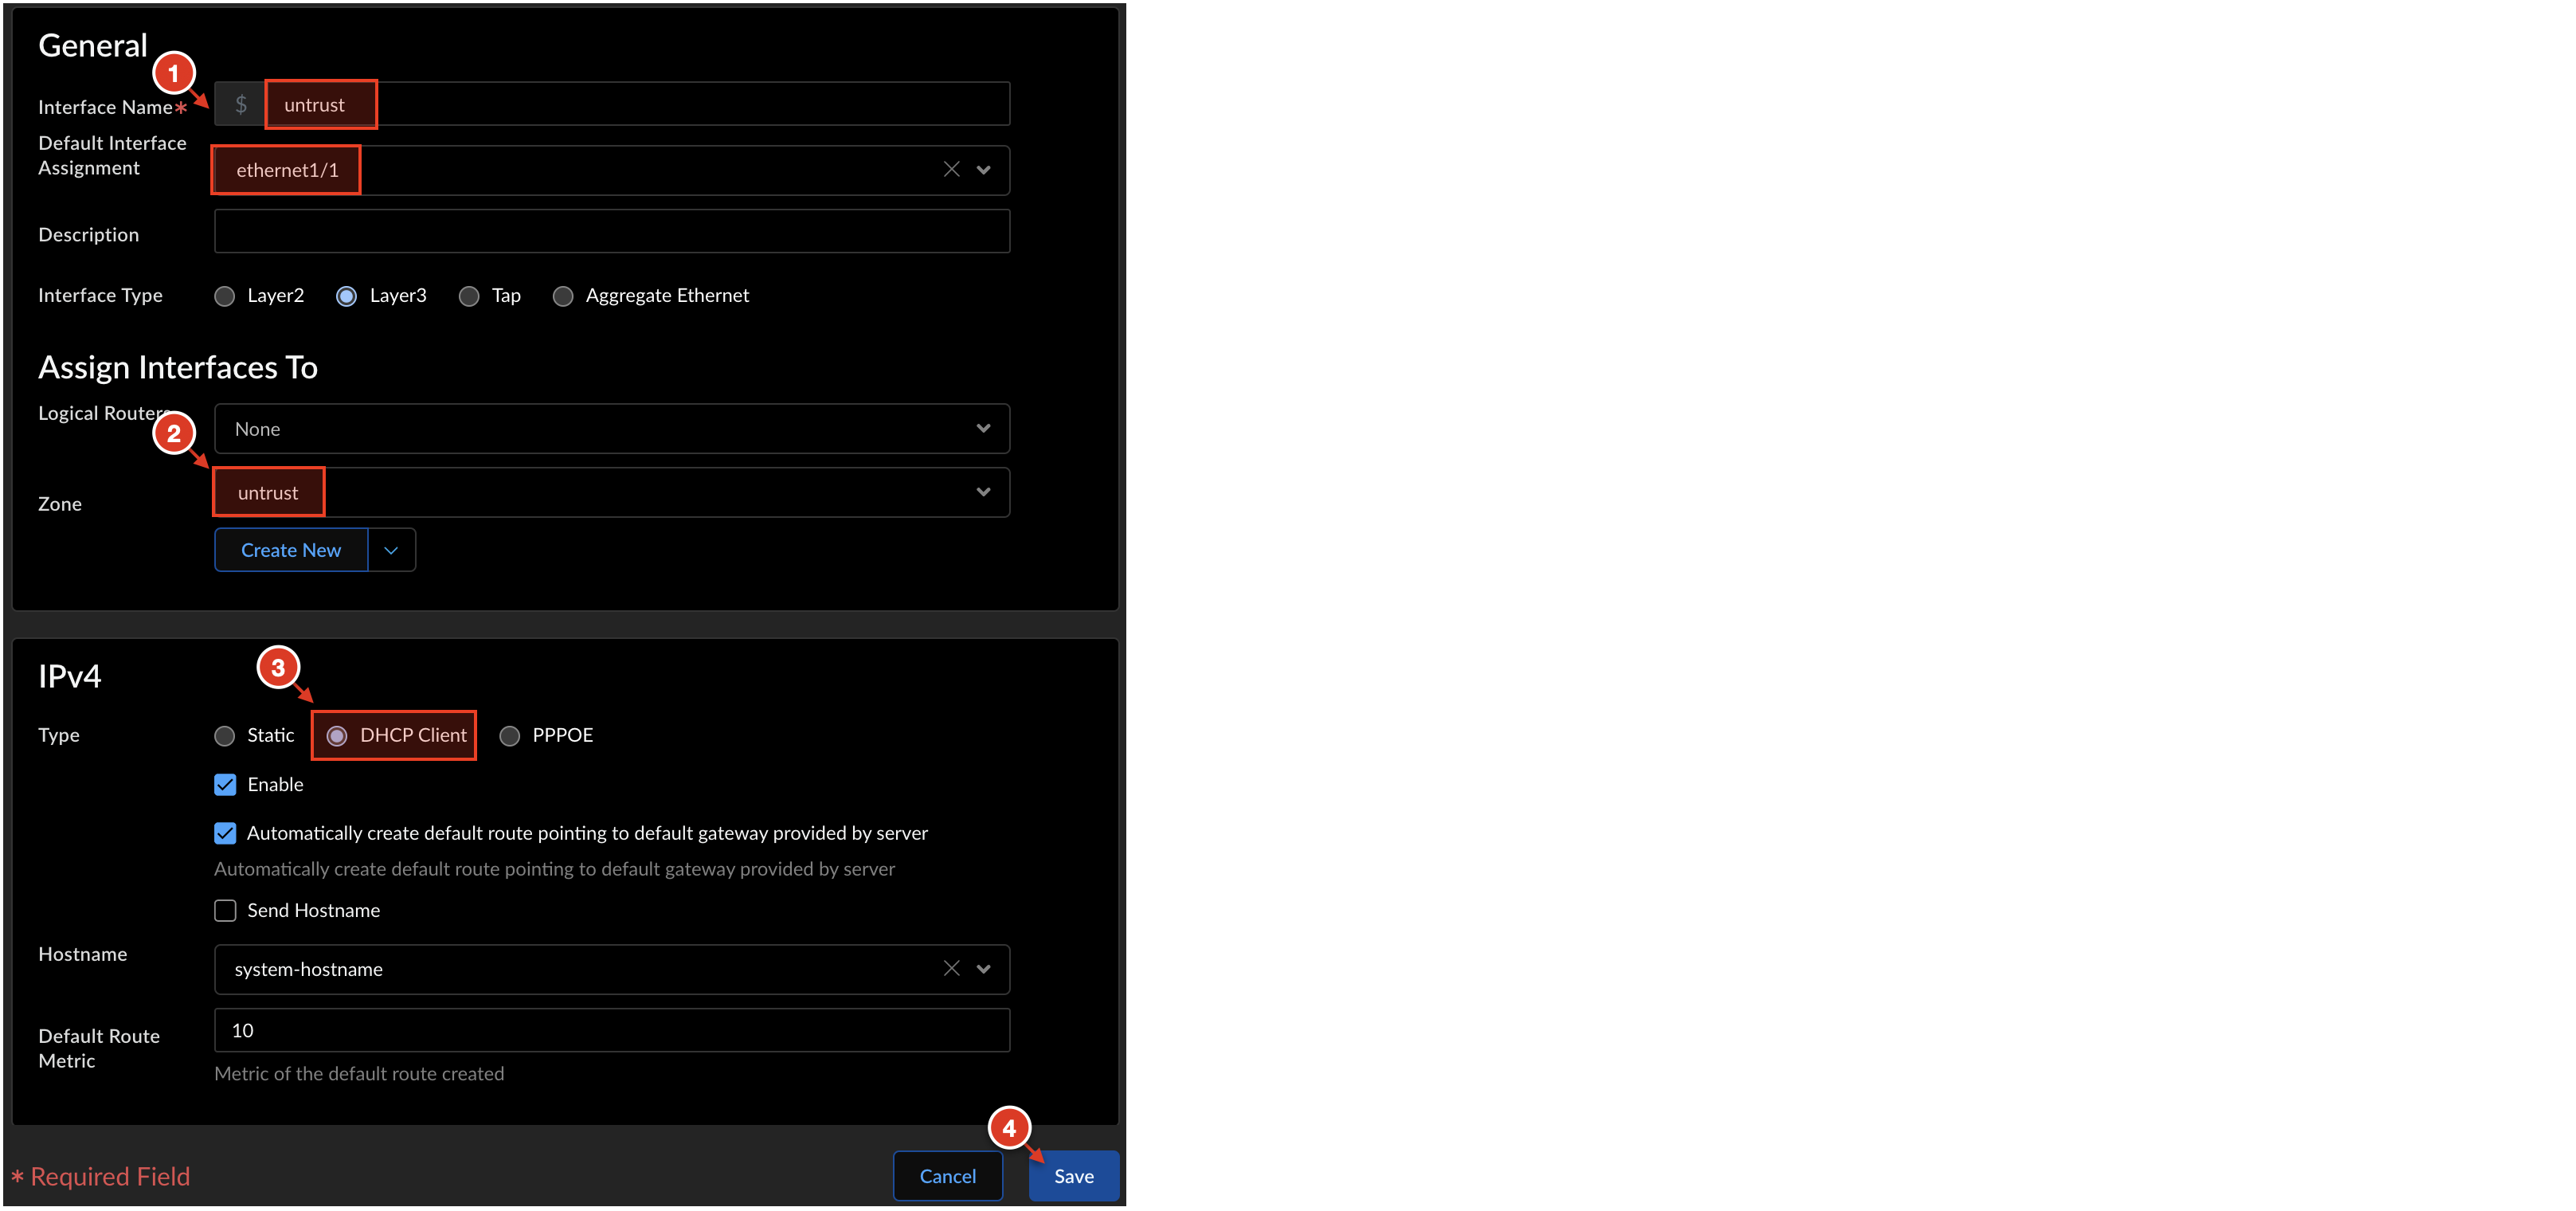 General
1
Interface Name*
$ untrust
Default Interface
Assignment
ethernet1/1
Description
Interface Type
Layer2 Layer3 Tap Aggregate Ethernet
Assign Interfaces To
Logical Routers
None
2
Zone
untrust
Create New
IPv4
3
Type
Static DHCP Client PPPOE
Enable
Automatically create default route pointing to default gateway provided by server
Automatically create default route pointing to default gateway provided by server
Send Hostname
Hostname
system-hostname
Default Route
Metric
10
Metric of the default route created
4
* Required Field
Cancel Save